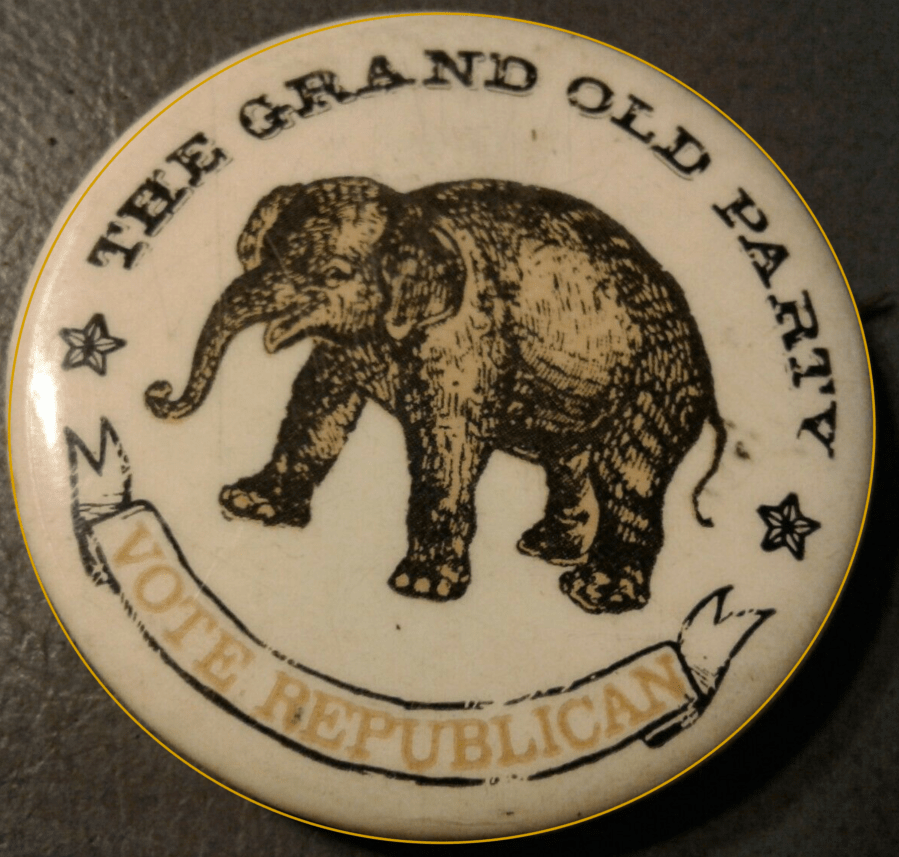 THE GRAND OLD PARTY
VOTE REPUBLICAN